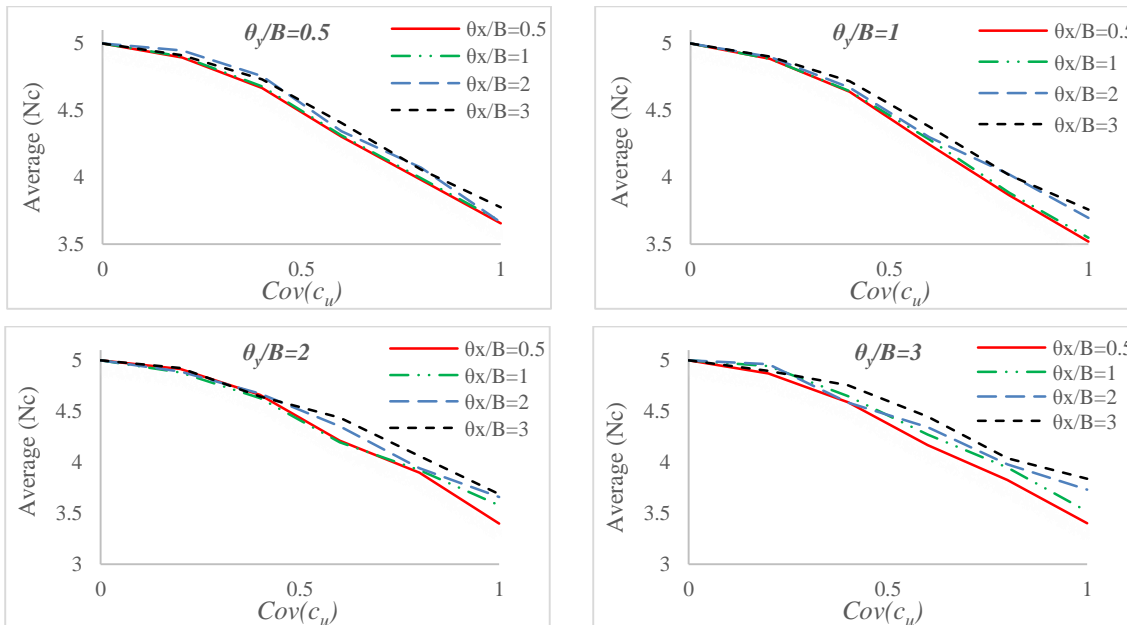 θy/B=0.5
5
4.5
4
3.5
0
0.5
1
Average (Nc)
Cov(cu)
θx/B=0.5
θx/B=1
θx/B=2
θx/B=3
θy/B=1
5
4.5
4
3.5
0
0.5
1
Average (Nc)
Cov(cu)
θx/B=0.5
θx/B=1
θx/B=2
θx/B=3
θy/B=2
5
4.5
4
3.5
3
0
0.5
1
Average (Nc)
Cov(cu)
θx/B=0.5
θx/B=1
θx/B=2
θx/B=3
θy/B=3
5
4.5
4
3.5
3
0
0.5
1
Average (Nc)
Cov(cu)
θx/B=0.5
θx/B=1
θx/B=2
θx/B=3